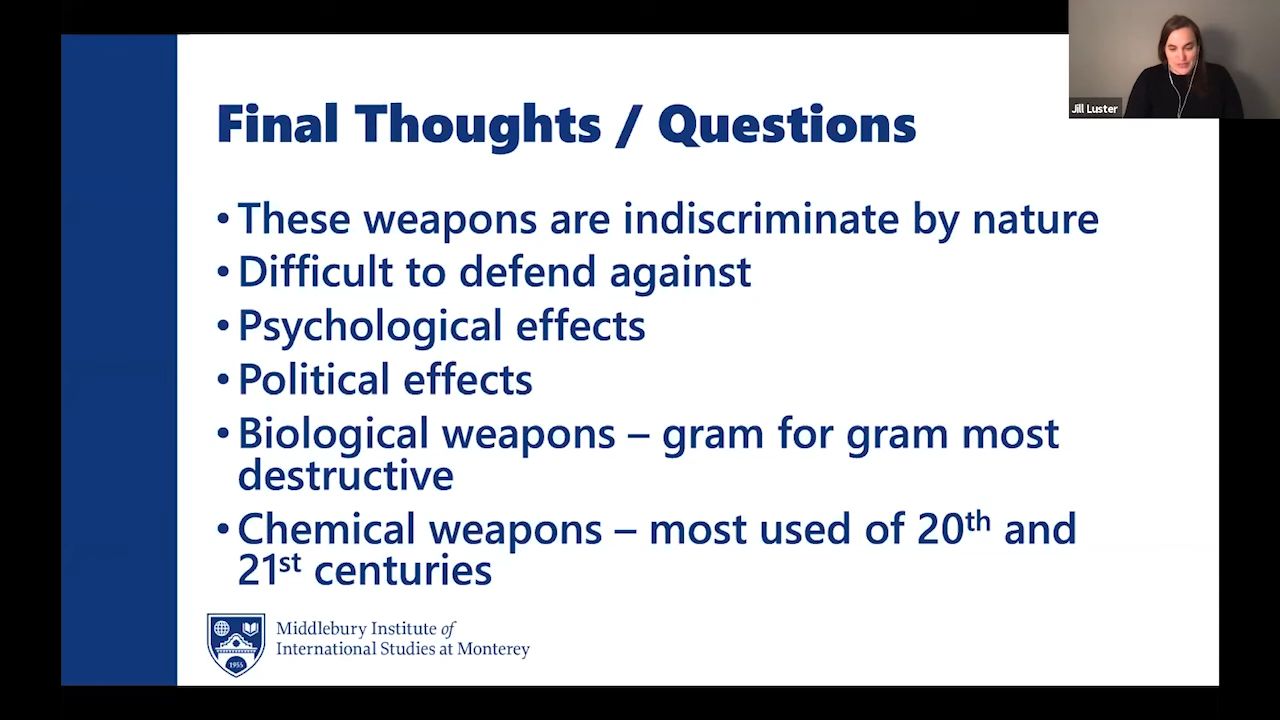 Jill Luster
Final Thoughts / Questions
• These weapons are indiscriminate by nature
• Difficult to defend against
• Psychological effects
• Political effects
• Biological weapons – gram for gram most
destructive
• Chemical weapons – most used of 20th and
21st centuries
1955
Middlebury Institute of
International Studies at Monterey